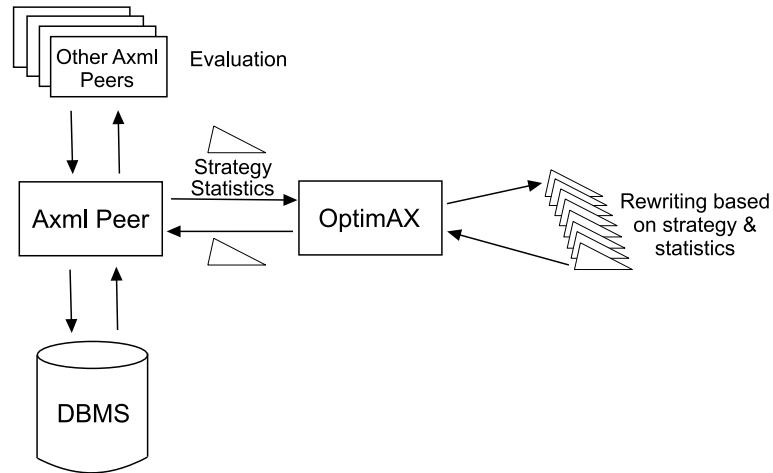 Other Axml
Peers
Evaluation
Strategy
Statistics
Axml Peer
OptimAX
Rewriting based
on strategy &
statistics
DBMS